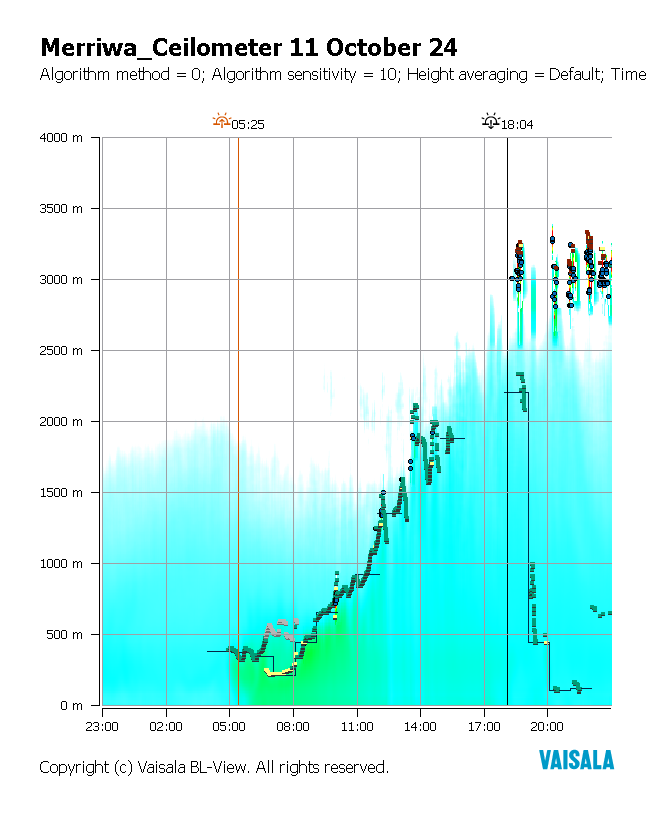 Merriwa_Ceilometer 11 October 24
Algorithm method = 0; Algorithm sensitivity = 10; Height averaging = Default; Time
05:25 18:04
4000 m
3500 m
3000 m
2500 m
2000 m
1500 m
1000 m
500 m
0 m
23:00 02:00 05:00 08:00 11:00 14:00 17:00 20:00
Copyright (c) Vaisala BL-View. All rights reserved.
VAISALA